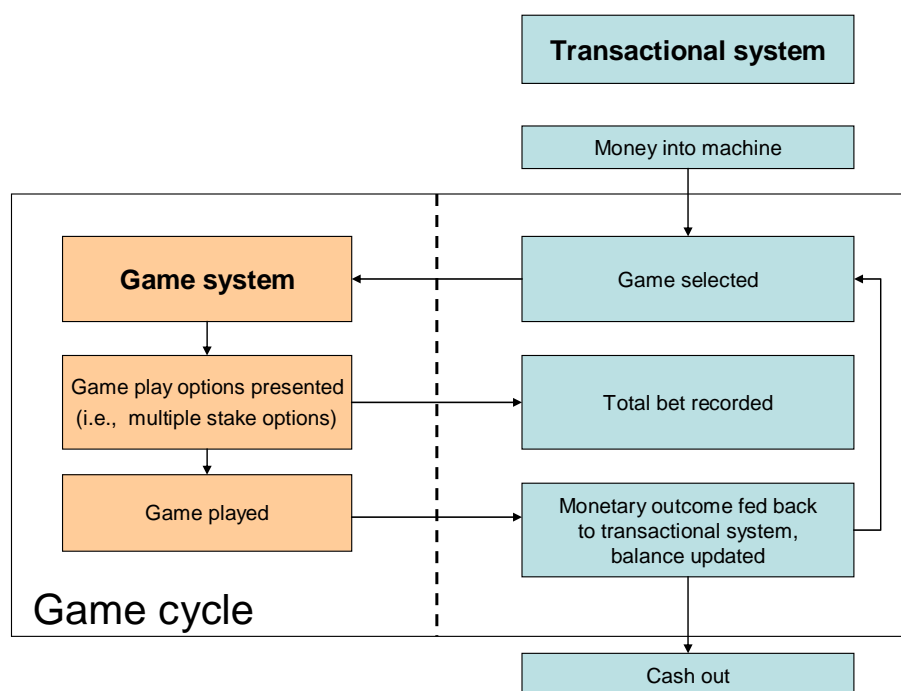 Transactional system
Money into machine
Game system
Game selected
Game play options presented
(i.e., multiple stake options)
Total bet recorded
Game played
Monetary outcome fed back
to transactional system,
balance updated
Game cycle
Cash out